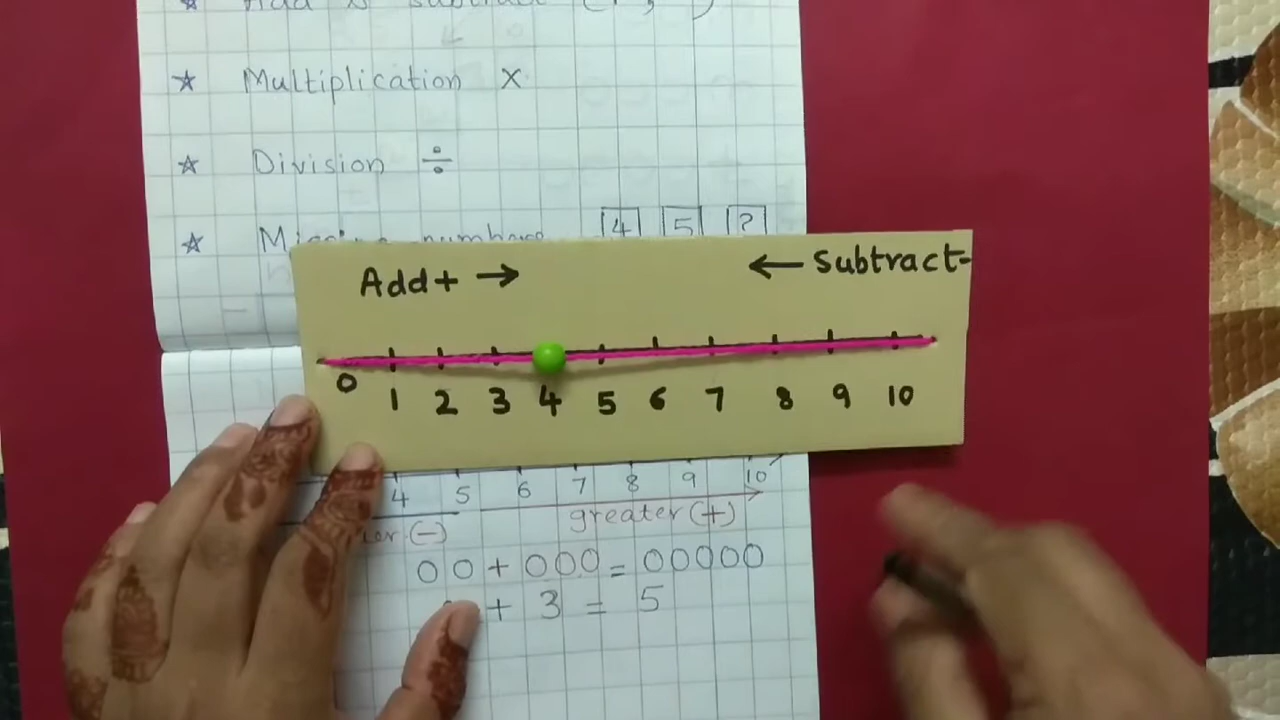 ★ Add
★ Multiplication ×
★ Division ÷
★ 4 5 ?
Add+ → ← Subtract-
0 1 2 3 4 5 6 7 8 9 10
4 5 6 7 8 9 10
(-) greater (+)
00+000=00000
+ 3 = 5